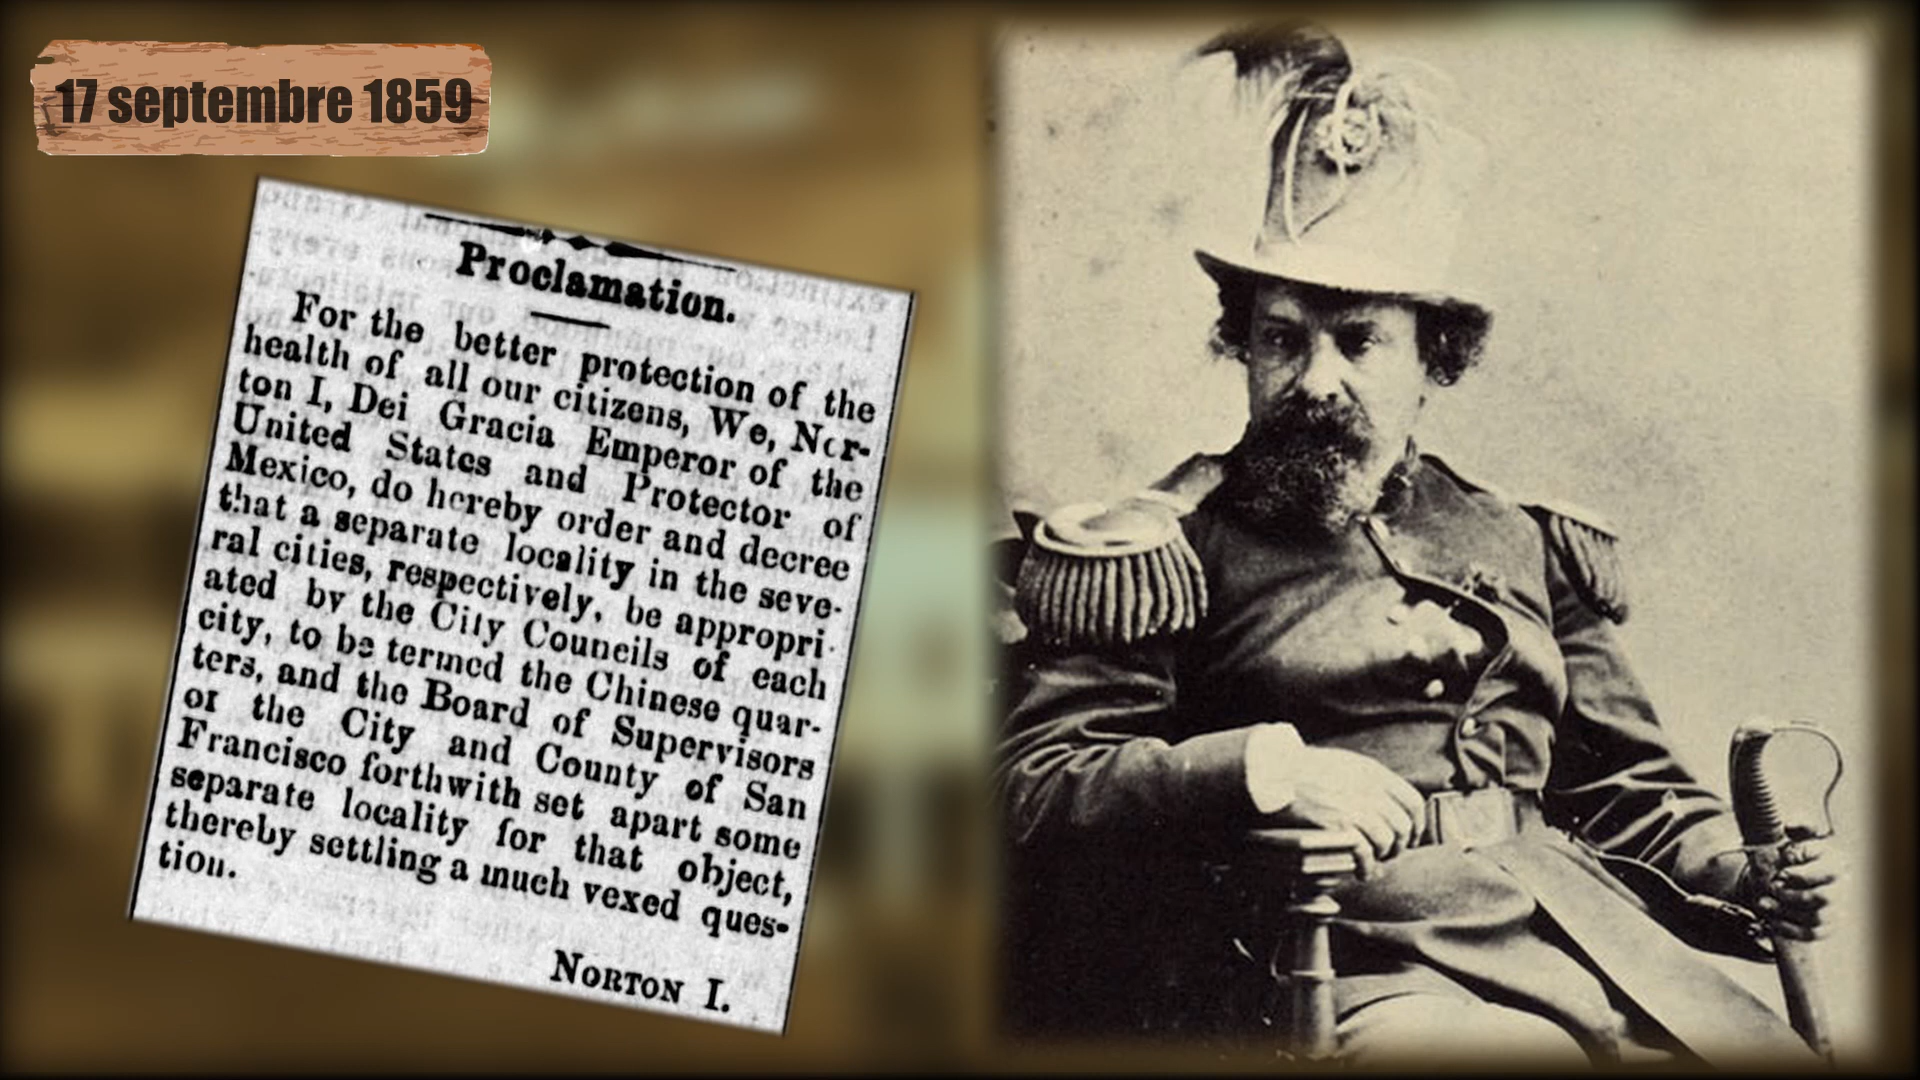 17 septembre 1859
Proclamation.
For the better protection of the
health of all our citizens, We, Nor-
ton I, Dei Gracia Emperor of the
United States and Protector of
Mexico, do hereby order and decree
that a separate locality in the seve-
ral cities, respectively, be appropri-
ated by the City Councils of each
city, to be termed the Chinese quar-
ters, and the Board of Supervisors
of the City and County of San
Francisco forthwith set apart some
separate locality for that object,
thereby settling a much vexed ques-
tion.
NORTON I.